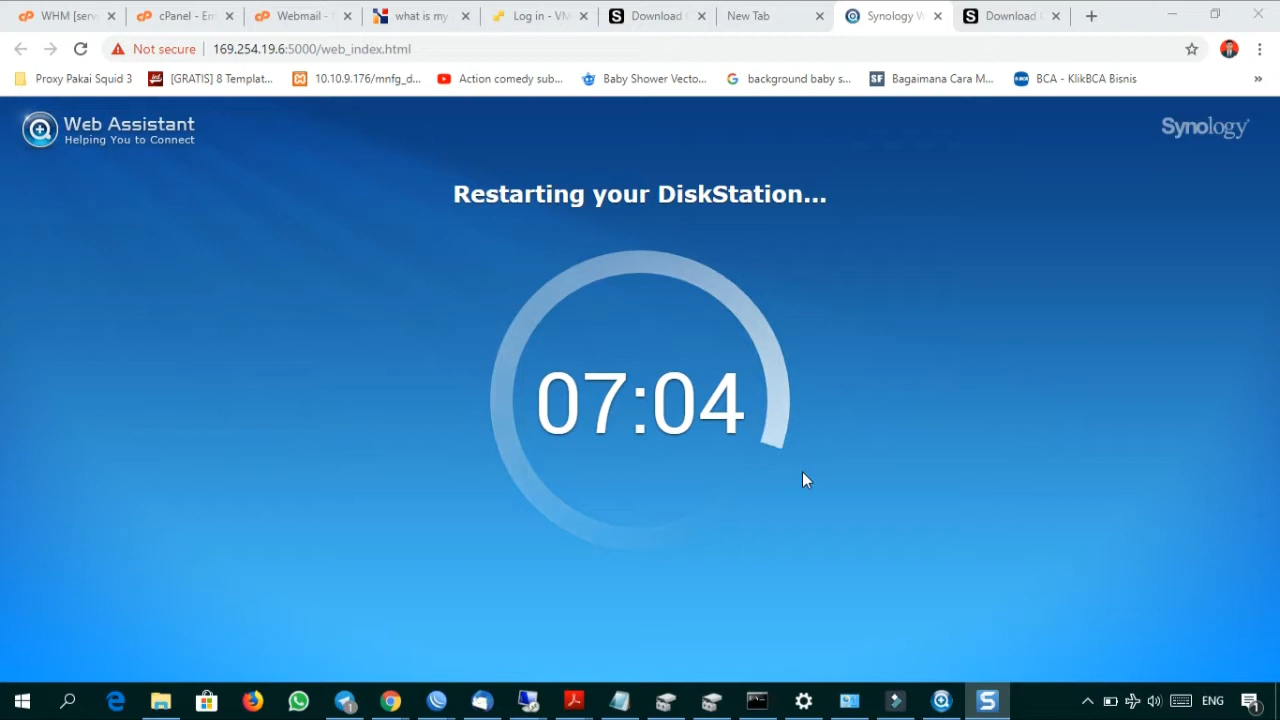 WHM [serv
cPanel - Em
Webmail -
what is my
Log in - VM
Download
New Tab
Synology W
Download
Not secure
169.254.19.6:5000/web_index.html
Proxy Pakai Squid 3
[GRATIS] 8 Templat...
10.10.9.176/mnfg_d...
Action comedy sub...
Baby Shower Vecto...
background baby s...
Bagaimana Cara M...
BCA - KlikBCA Bisnis
Web Assistant
Helping You to Connect
Synology
Restarting your DiskStation...
07:04
ENG